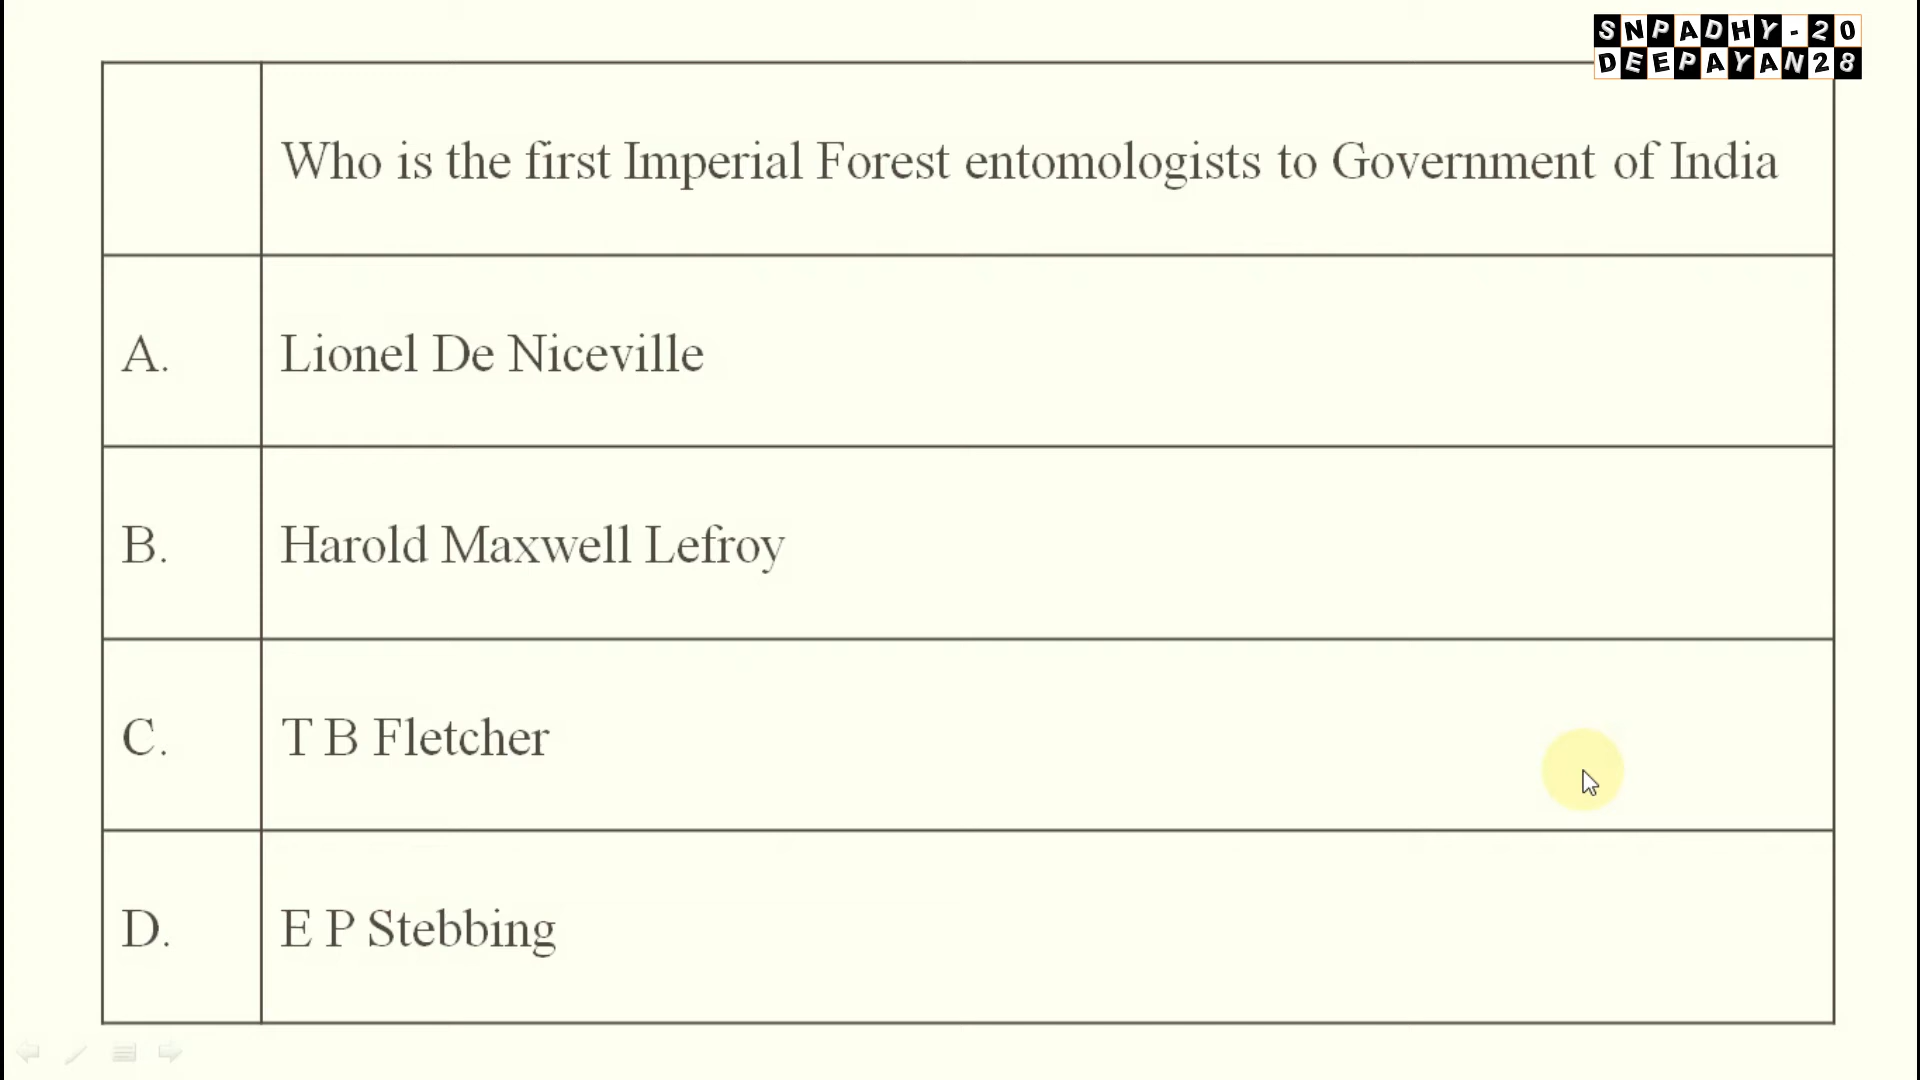 SNPADHY-20
DEEPAYAN28
Who is the first Imperial Forest entomologists to Government of India
A. Lionel De Niceville
B. Harold Maxwell Lefroy
C. T B Fletcher
D. E P Stebbing